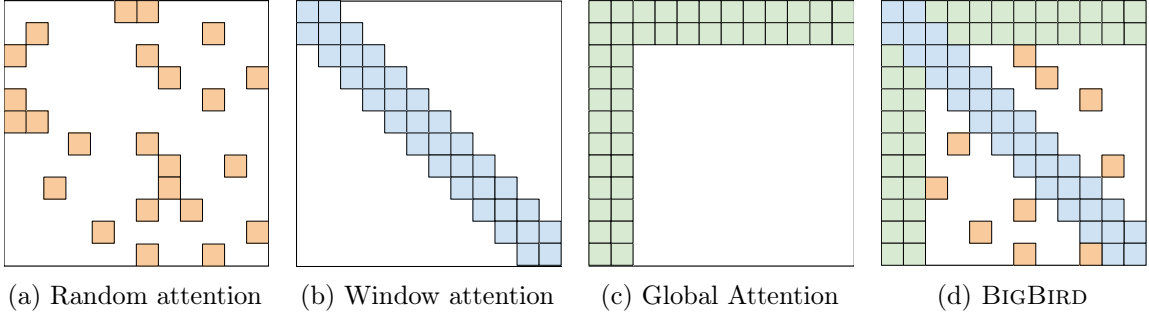 (a) Random attention
(b) Window attention
(c) Global Attention
(d) BIGBIRD